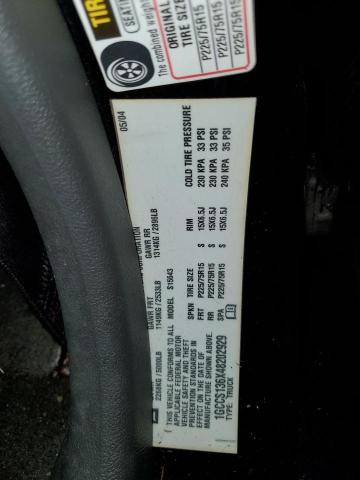 TIR
SEATIN
The combined weight
ORIGINAL
TIRE SIZE
P225/75R15
P225/75R15
P225/75R15
05/04
ORATION
GAWR FRT GAWR RR
2268KG / 5000LB 1149KG / 2533LB 1314KG / 2896LB
THIS VEHICLE CONFORMS TO ALL
APPLICABLE FEDERAL MOTOR
VEHICLE SAFETY AND THEFT
PREVENTION STANDARDS IN
EFFECT ON THE DATE OF
MANUFACTURE SHOWN ABOVE.
1GCCS136X48202929
TYPE: TRUCK
MODEL S15643
SPKN TIRE SIZE RIM COLD TIRE PRESSURE
FRT P225/75R15 S 15X6.5J 230 KPA 33 PSI
RR P225/75R15 S 15X6.5J 230 KPA 33 PSI
SPA P225/75R15 S 15X6.5J 240 KPA 35 PSI